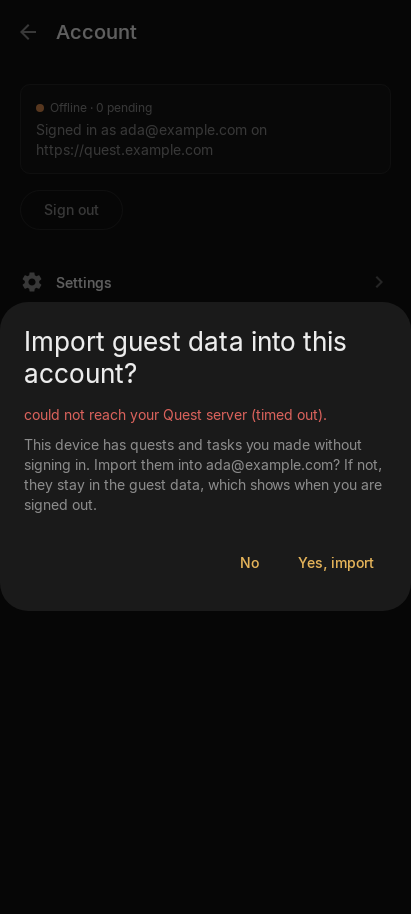 Account
Offline · 0 pending
Signed in as ada@example.com on
https://quest.example.com
Sign out
Settings
Import guest data into this
account?
could not reach your Quest server (timed out).
This device has quests and tasks you made without
signing in. Import them into ada@example.com? If not,
they stay in the guest data, which shows when you are
signed out.
No
Yes, import